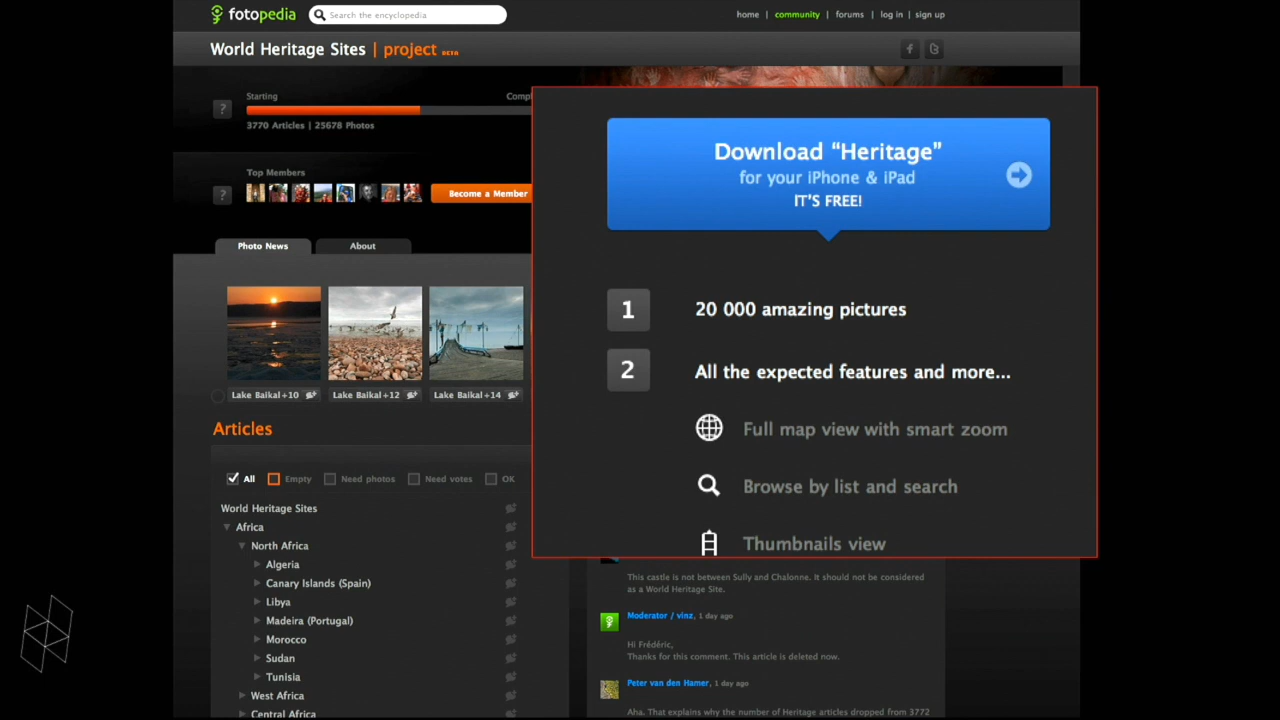 fotopedia
Search the encyclopedia
home | community | forums | log in | sign up
World Heritage Sites | project BETA
Starting
Compl
3770 Articles | 25678 Photos
Top Members
Become a Member
Photo News
About
Lake Baikal+10
Lake Baikal+12
Lake Baikal+14
Articles
All
Empty
Need photos
Need votes
OK
World Heritage Sites
Africa
North Africa
Algeria
Canary Islands (Spain)
Libya
Madeira (Portugal)
Morocco
Sudan
Tunisia
West Africa
Central Africa
Download “Heritage”
for your iPhone & iPad
IT'S FREE!
1
20 000 amazing pictures
2
All the expected features and more...
Full map view with smart zoom
Browse by list and search
Thumbnails view
This castle is not between Sully and Chalonne. It should not be considered
as a World Heritage Site.
Moderator / vinz, 1 day ago
Hi Frédéric,
Thanks for this comment. This article is deleted now.
Peter van den Hamer, 1 day ago
Aha. That explains why the number of Heritage articles dropped from 3772